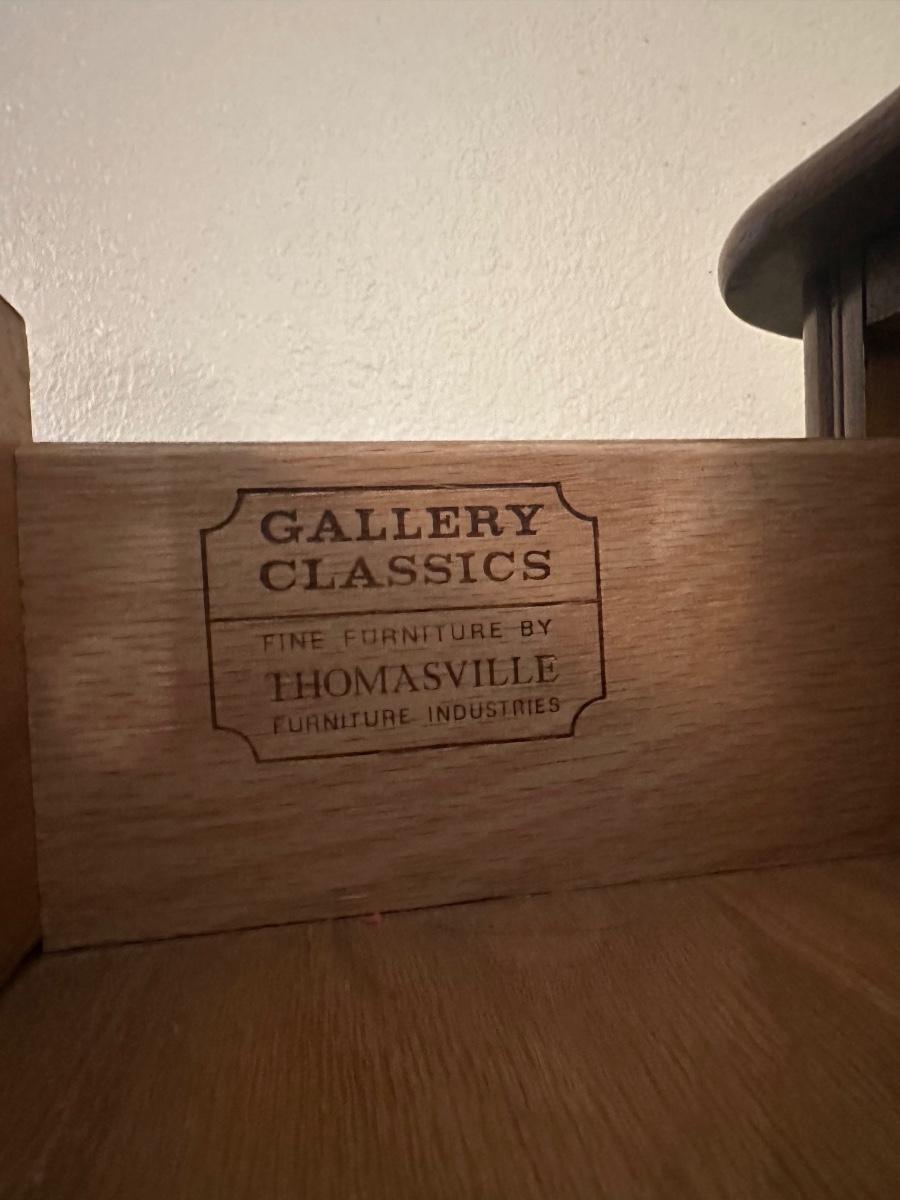 GALLERY
CLASSICS
FINE FURNITURE BY
THOMASVILLE
FURNITURE INDUSTRIES